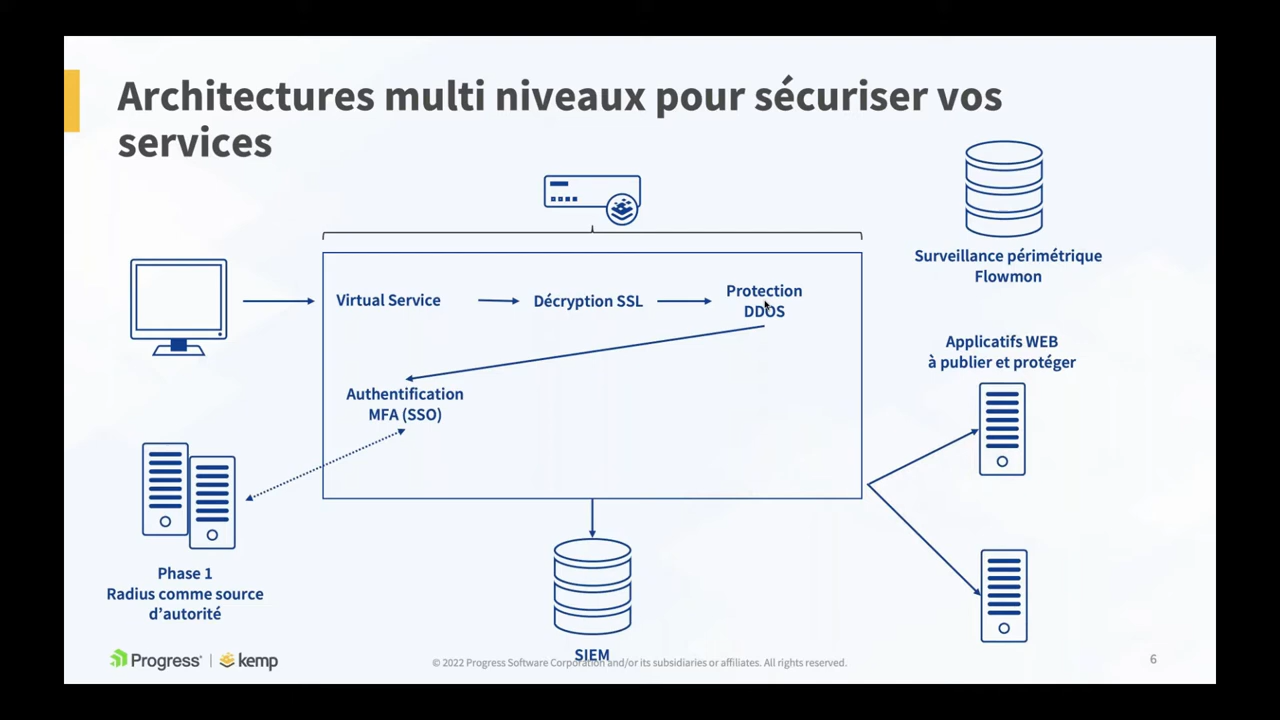 Architectures multi niveaux pour sécuriser vos
services
Surveillance périmétrique
Flowmon
Virtual Service
Décryption SSL
Protection
DDOS
Applicatifs WEB
à publier et protéger
Authentification
MFA (SSO)
Phase 1
Radius comme source
d'autorité
SIEM
Progress® | kemp
© 2022 Progress Software Corporation and/or its subsidiaries or affiliates. All rights reserved.
6